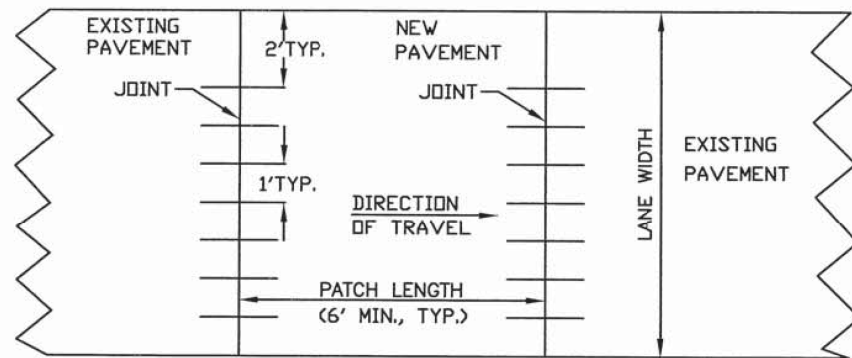 EXISTING
PAVEMENT
2'TYP.
NEW
PAVEMENT
JOINT
JOINT
1'TYP.
DIRECTION
OF TRAVEL
LANE WIDTH
EXISTING
PAVEMENT
PATCH LENGTH
(6' MIN., TYP.)